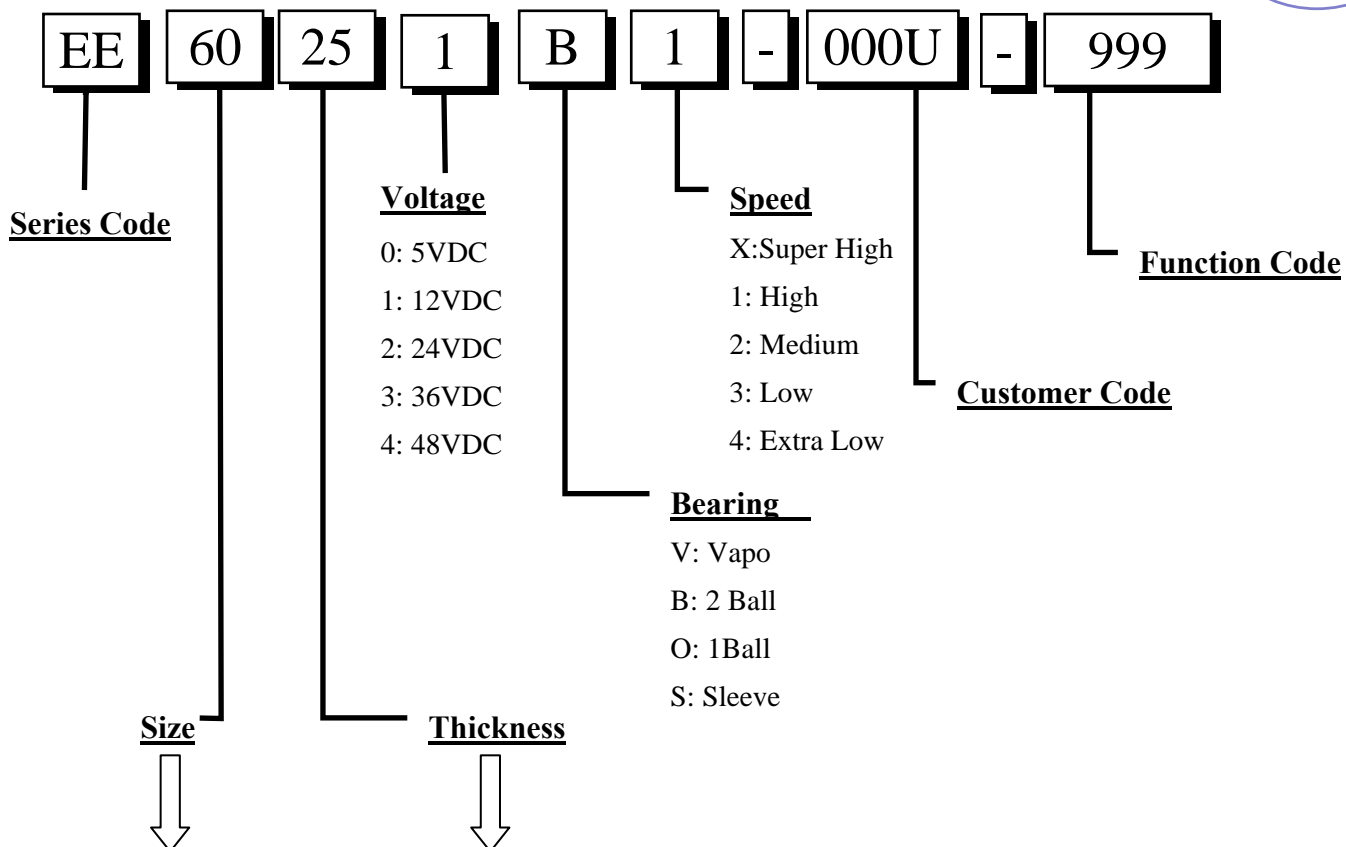 EE 60 25 1 B 1 - 000U - 999
Series Code
Voltage
0: 5VDC
1: 12VDC
2: 24VDC
3: 36VDC
4: 48VDC
Speed
X:Super High
1: High
2: Medium
3: Low
4: Extra Low
Function Code
Customer Code
Bearing
V: Vapo
B: 2 Ball
O: 1Ball
S: Sleeve
Size
Thickness